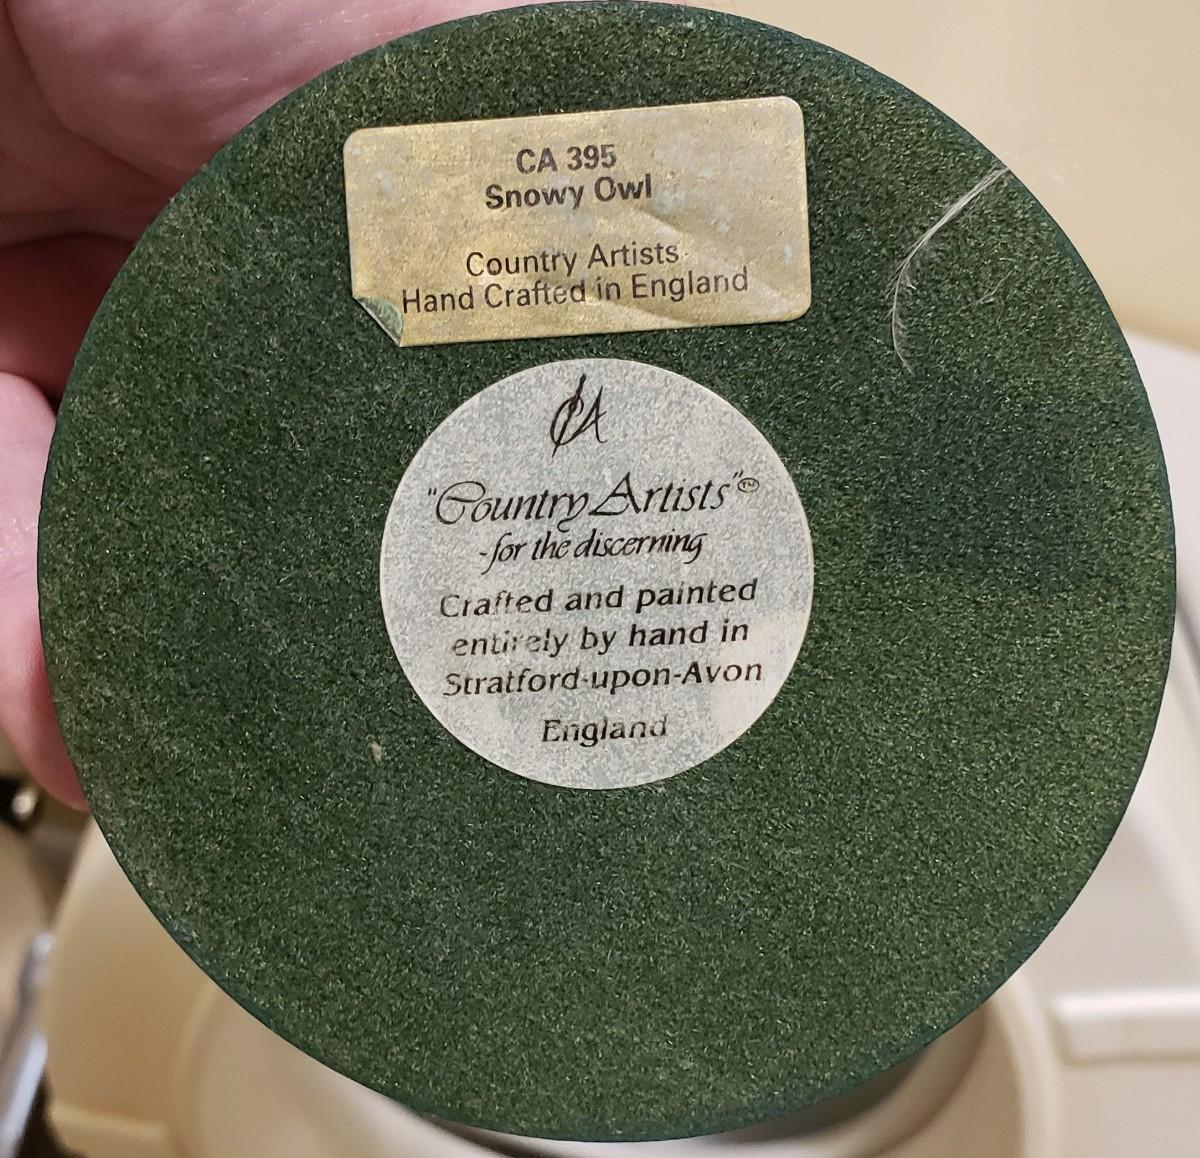 CA 395
Snowy Owl
Country Artists
Hand Crafted in England
CA
"Country Artists"™
-for the discerning
Crafted and painted
entirely by hand in
Stratford-upon-Avon
England